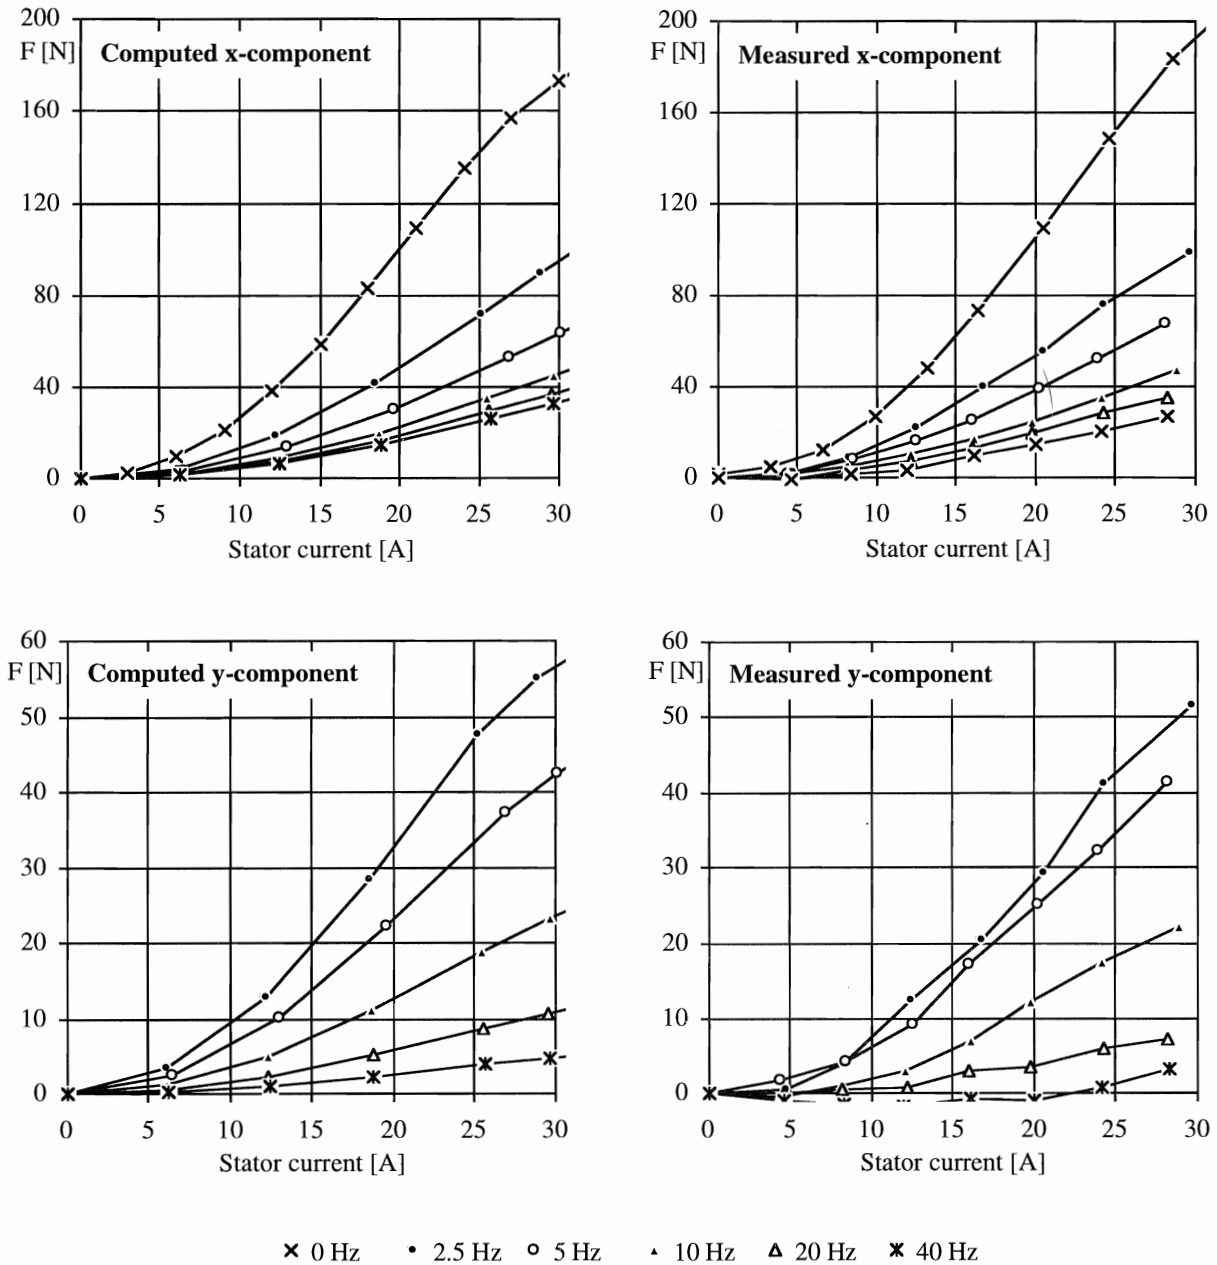 200
F [N]
Computed x-component
160
120
80
40
0
0 5 10 15 20 25 30
Stator current [A]
200
F [N]
Measured x-component
160
120
80
40
0
0 5 10 15 20 25 30
Stator current [A]
60
F [N]
Computed y-component
50
40
30
20
10
0
0 5 10 15 20 25 30
Stator current [A]
60
F [N]
Measured y-component
50
40
30
20
10
0
0 5 10 15 20 25 30
Stator current [A]
0 Hz 2.5 Hz 5 Hz 10 Hz 20 Hz 40 Hz